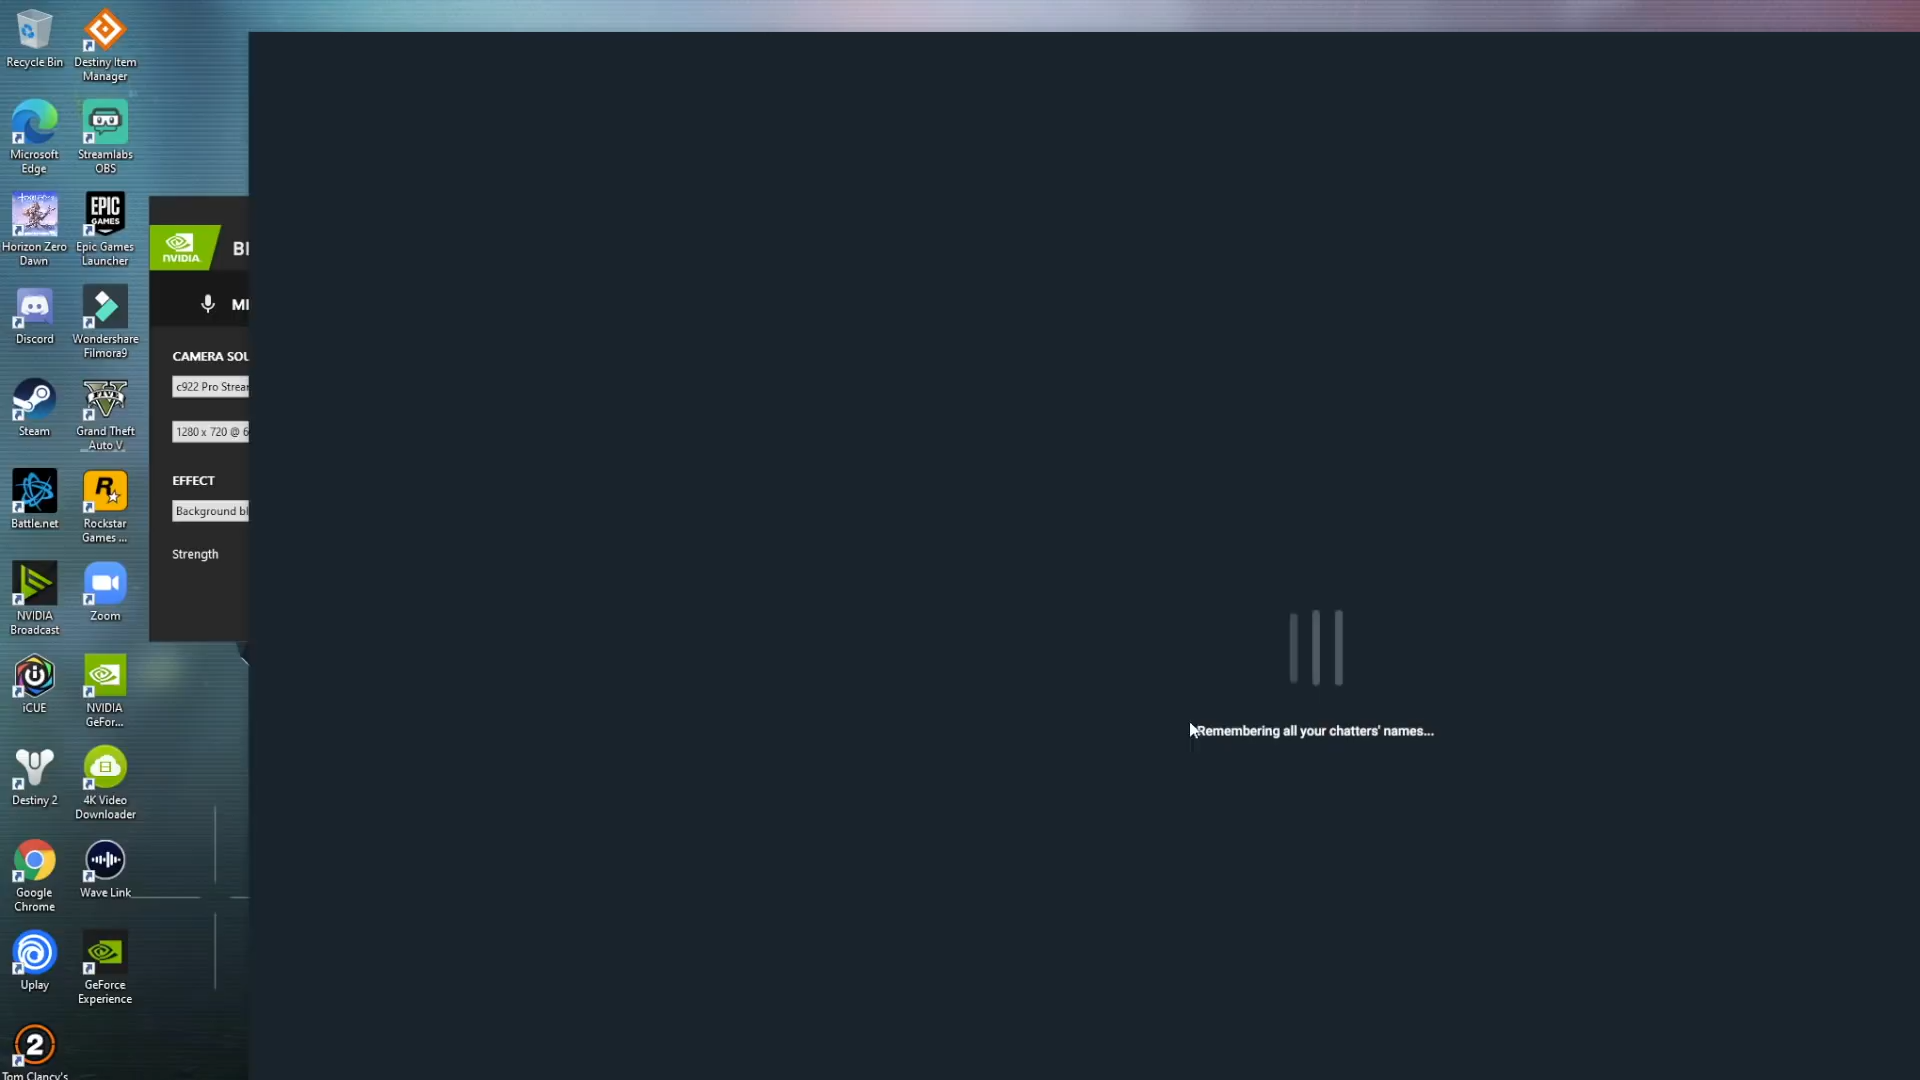 Recycle Bin
Destiny Item
Manager
Microsoft
Edge
Streamlabs
OBS
Horizon Zero
Dawn
EPIC
GAMES
Epic Games
Launcher
Discord
Wondershare
Filmora9
Steam
Grand Theft
Auto V
Battle.net
Rockstar
Games ...
NVIDIA
Broadcast
Zoom
iCUE
NVIDIA
GeFor...
Destiny 2
4K Video
Downloader
Google
Chrome
Wave Link
Uplay
GeForce
Experience
2
Tom Clancy's
NVIDIA
CAMERA SOU
c922 Pro Strear
1280 x 720 @ 6
EFFECT
Background bl
Strength
Remembering all your chatters' names...